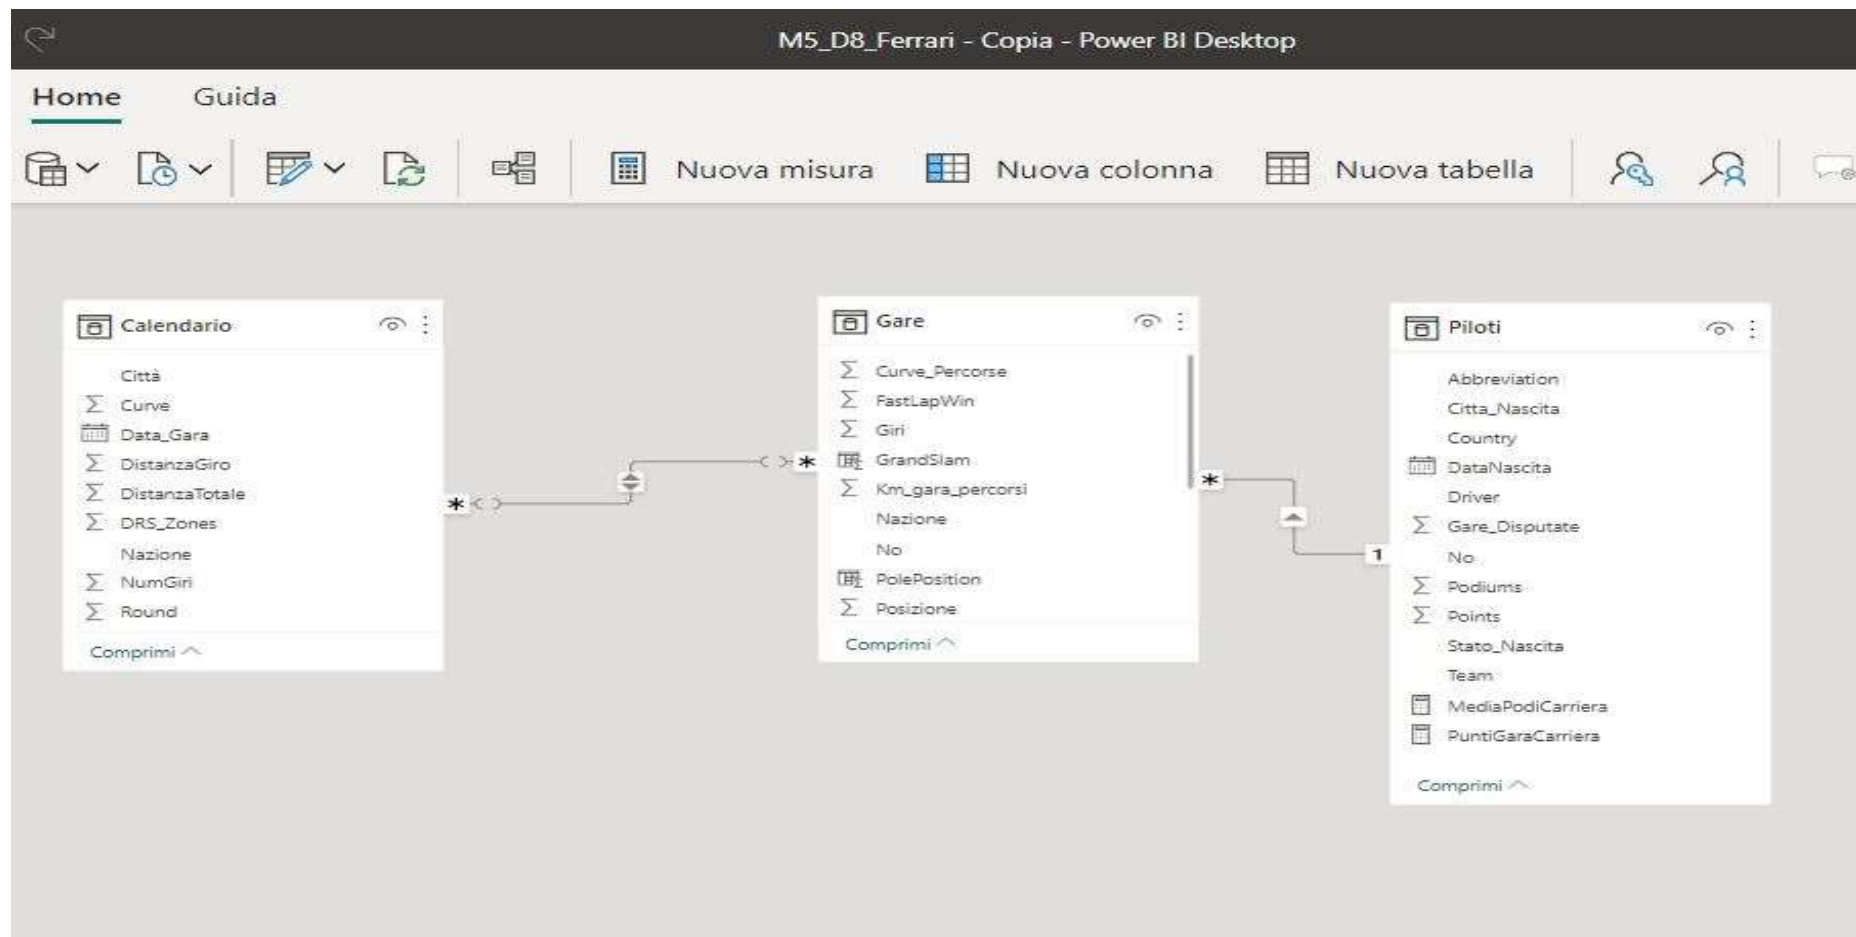 M5_D8_Ferrari - Copia - Power BI Desktop
Home Guida
Nuova misura Nuova colonna Nuova tabella
Calendario
Città
Curve
Data_Gara
DistanzaGiro
DistanzaTotale
DRS_Zones
Nazione
NumGiri
Round
Comprimi
Gare
Curve_Percorse
FastLapWin
Giri
GrandSlam
Km_gara_percorsi
Nazione
No
PolePosition
Posizione
Comprimi
Piloti
Abbreviation
Citta_Nascita
Country
DataNascita
Driver
Gare_Disputate
No
Podiums
Points
Stato_Nascita
Team
MediaPodiCarriera
PuntiGaraCarriera
Comprimi
*
*
*
1